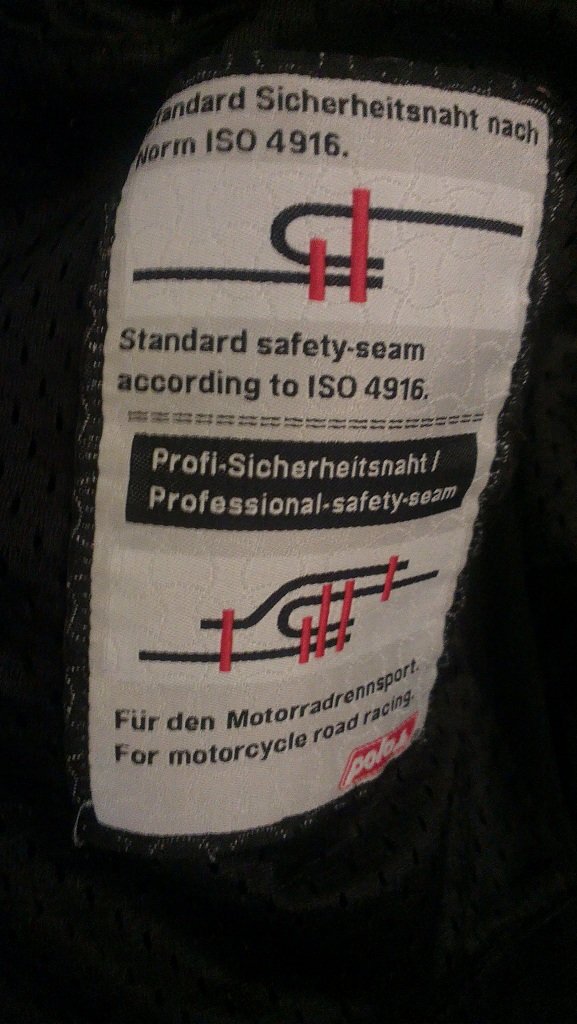 Standard Sicherheitsnaht nach
Norm ISO 4916.
Standard safety-seam
according to ISO 4916.
Profi-Sicherheitsnaht /
Professional-safety-seam
Für den Motorradrennsport.
For motorcycle road racing.
polo